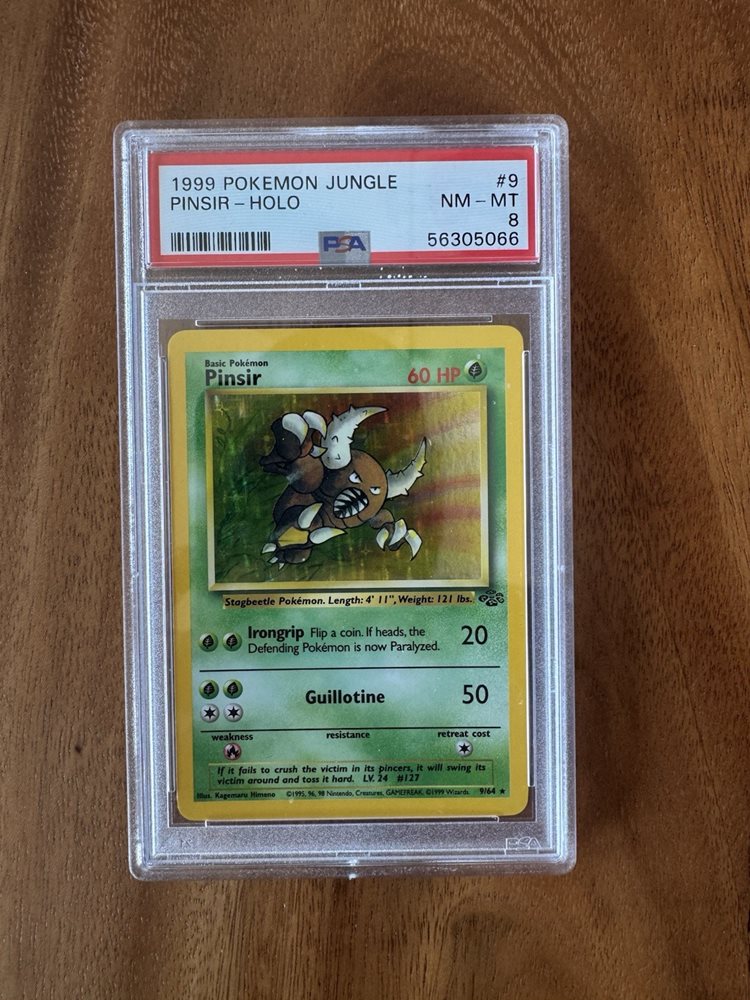 1999 POKEMON JUNGLE #9
PINSIR – HOLO NM – MT
8
PSA 56305066
Basic Pokémon
Pinsir 60 HP
Stagbeetle Pokémon. Length: 4' 11", Weight: 121 lbs.
Irongrip Flip a coin. If heads, the
Defending Pokémon is now Paralyzed. 20
Guillotine 50
weakness resistance retreat cost
If it fails to crush the victim in its pincers, it will swing its
victim around and toss it hard. LV. 24 #127
Illus. Kagemaru Himeno ©1995, 96, 98 Nintendo, Creatures, GAMEFREAK. ©1999 Wizards. 9/64 ★
PSA